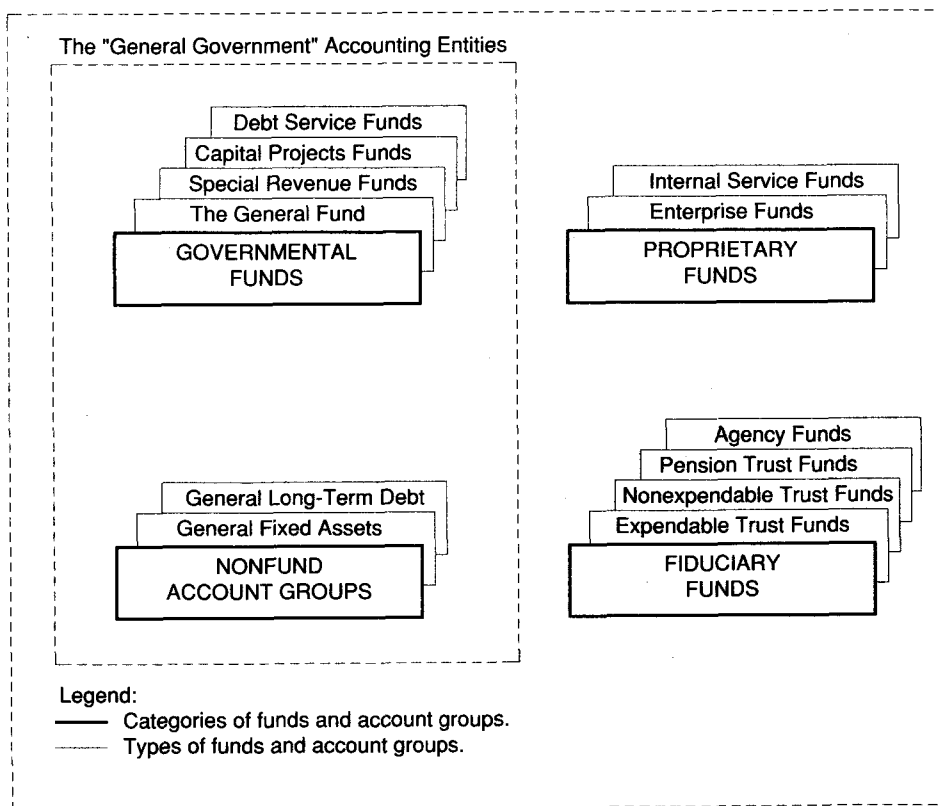 The "General Government" Accounting Entities
Debt Service Funds
Capital Projects Funds
Special Revenue Funds
The General Fund
GOVERNMENTAL
FUNDS
Internal Service Funds
Enterprise Funds
PROPRIETARY
FUNDS
General Long-Term Debt
General Fixed Assets
NONFUND
ACCOUNT GROUPS
Agency Funds
Pension Trust Funds
Nonexpendable Trust Funds
Expendable Trust Funds
FIDUCIARY
FUNDS
Legend:
Categories of funds and account groups.
Types of funds and account groups.